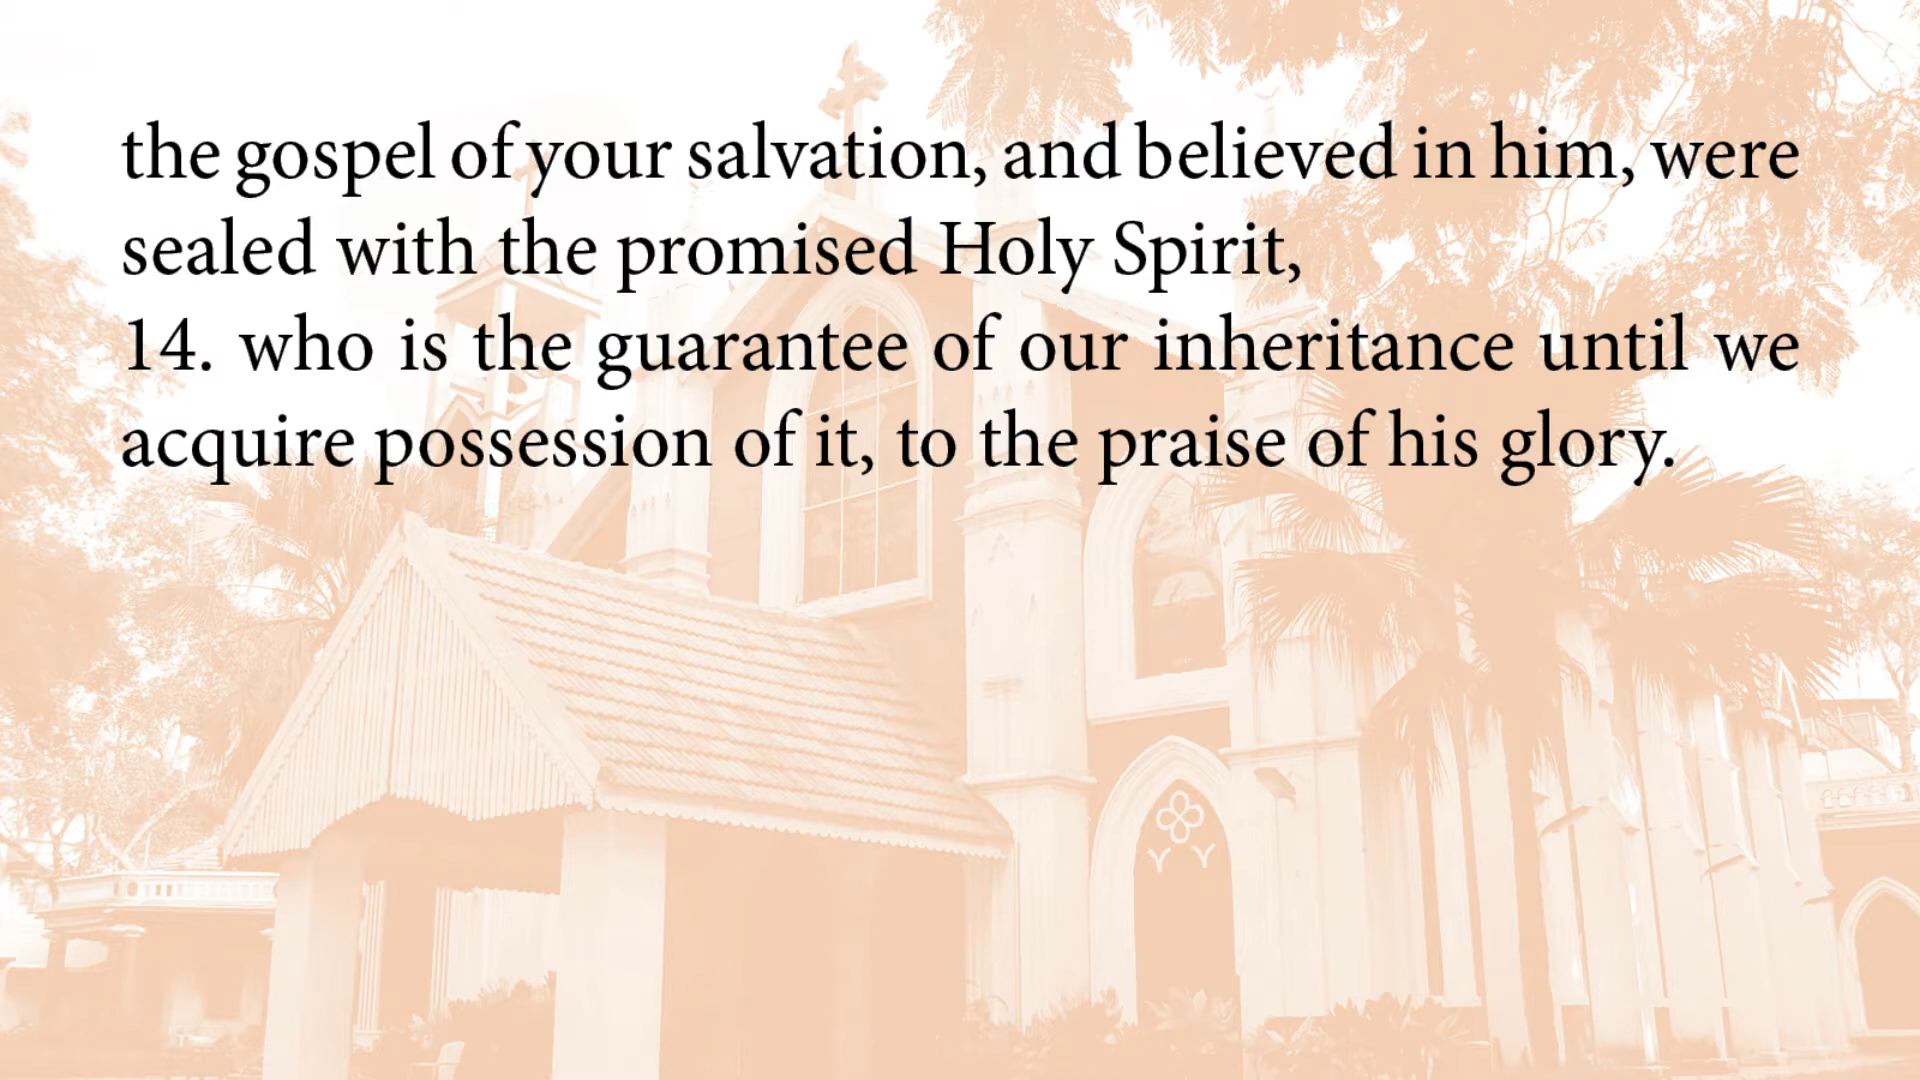 the gospel of your salvation, and believed in him, were
sealed with the promised Holy Spirit,
14. who is the guarantee of our inheritance until we
acquire possession of it, to the praise of his glory.